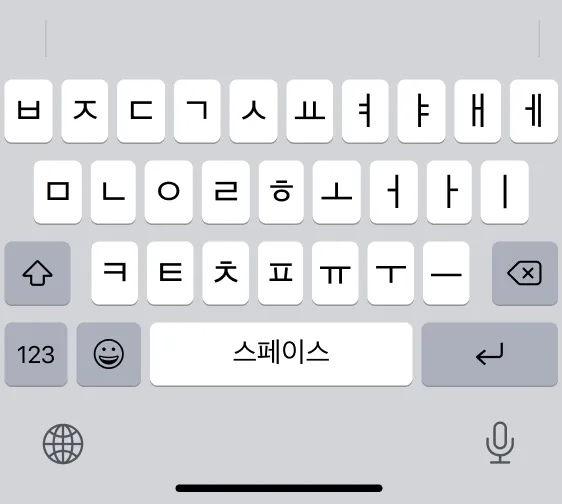 ㅂ ㅈ ㄷ ㄱ ㅅ ㅛ ㅕ ㅑ ㅐ ㅔ
ㅁ ㄴ ㅇ ㄹ ㅎ ㅗ ㅓ ㅏ ㅣ
ㅋ ㅌ ㅊ ㅍ ㅠ ㅜ ㅡ
123 스페이스